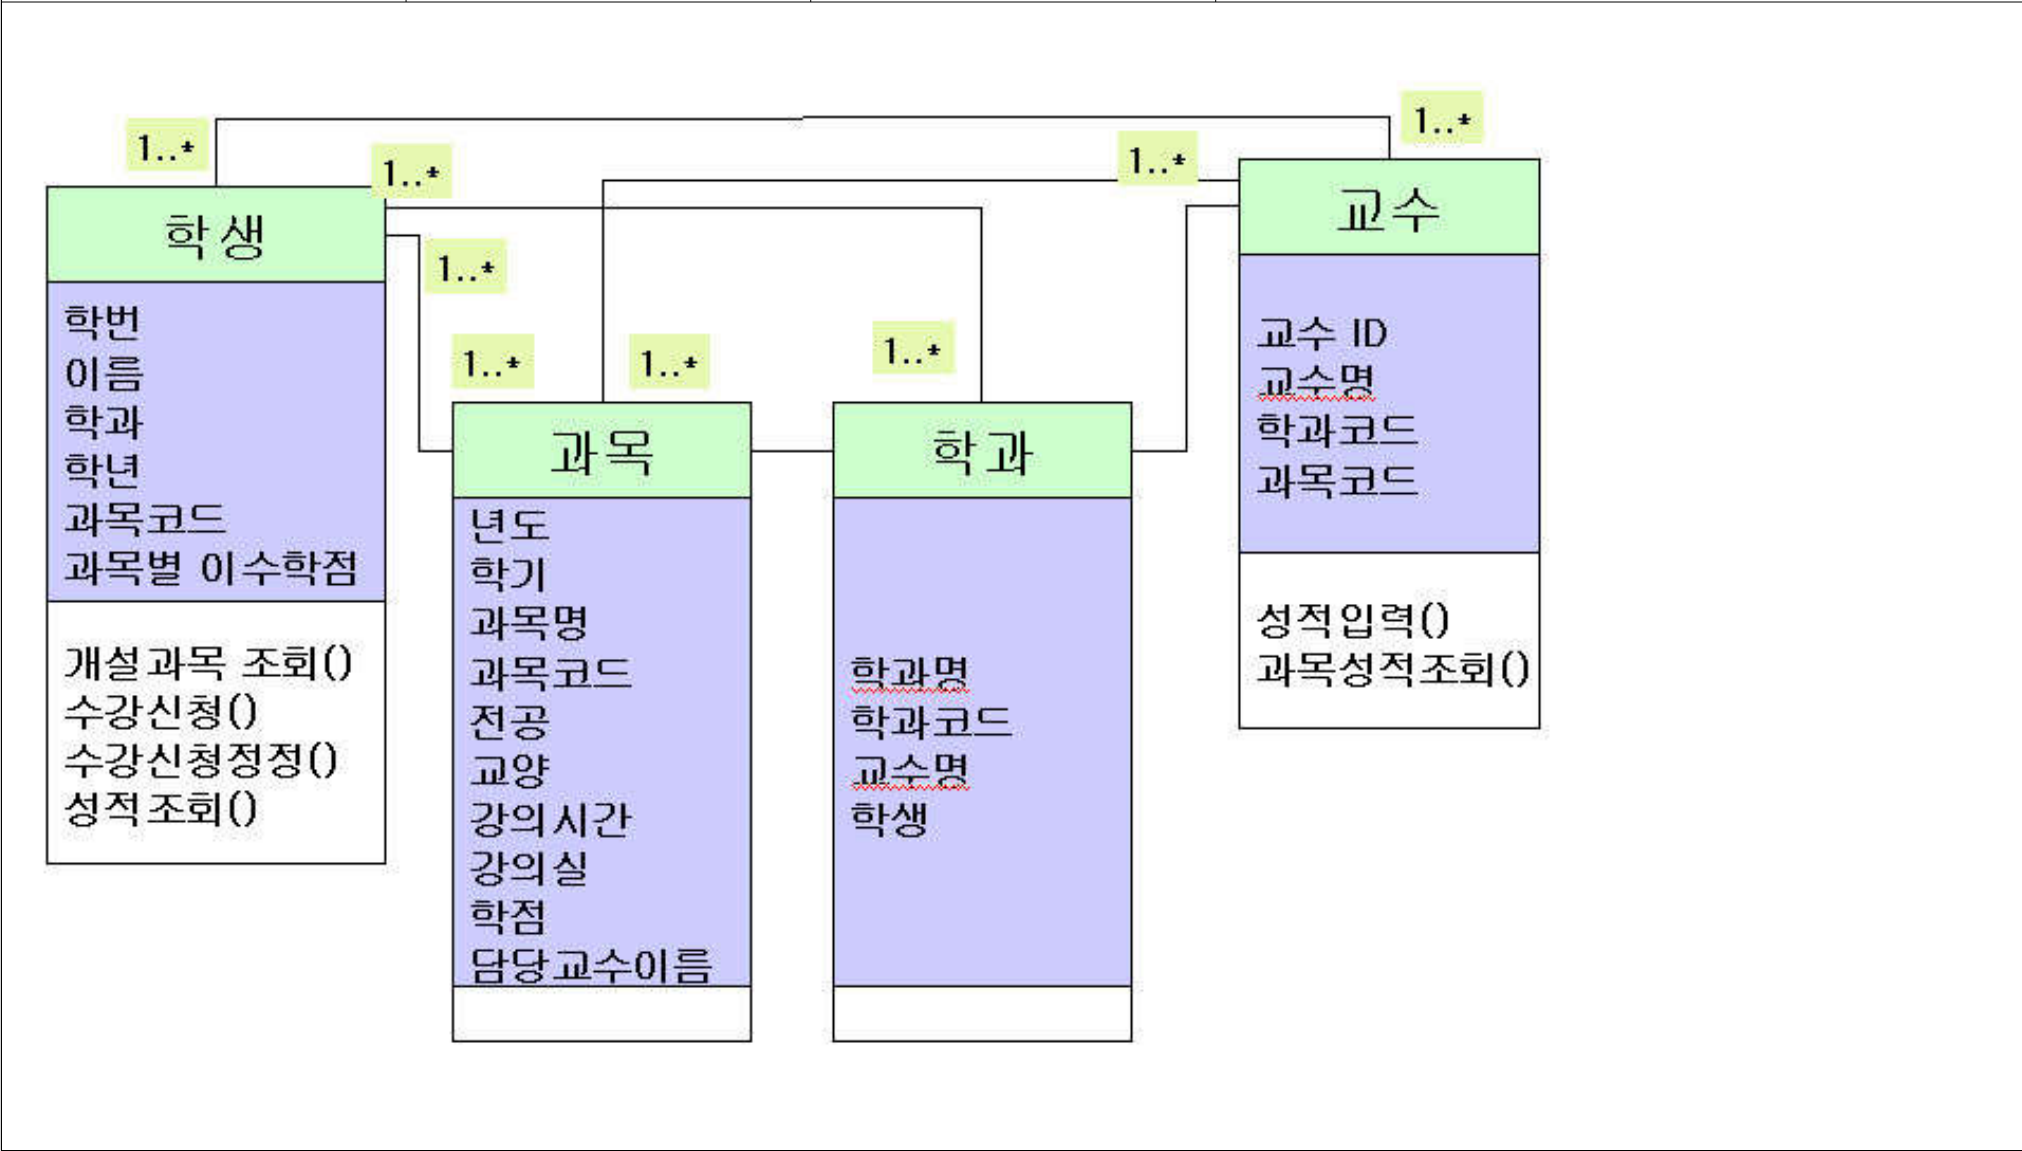 1..*
1..*
1..*
1..*
1..*
1..*
1..*
1..*
학생
학번
이름
학과
학년
과목코드
과목별 이수학점
개설과목 조회()
수강신청()
수강신청정정()
성적조회()
과목
년도
학기
과목명
과목코드
전공
교양
강의시간
강의실
학점
담당교수이름
학과
학과명
학과코드
교수명
학생
교수
교수 ID
교수명
학과코드
과목코드
성적입력()
과목성적조회()